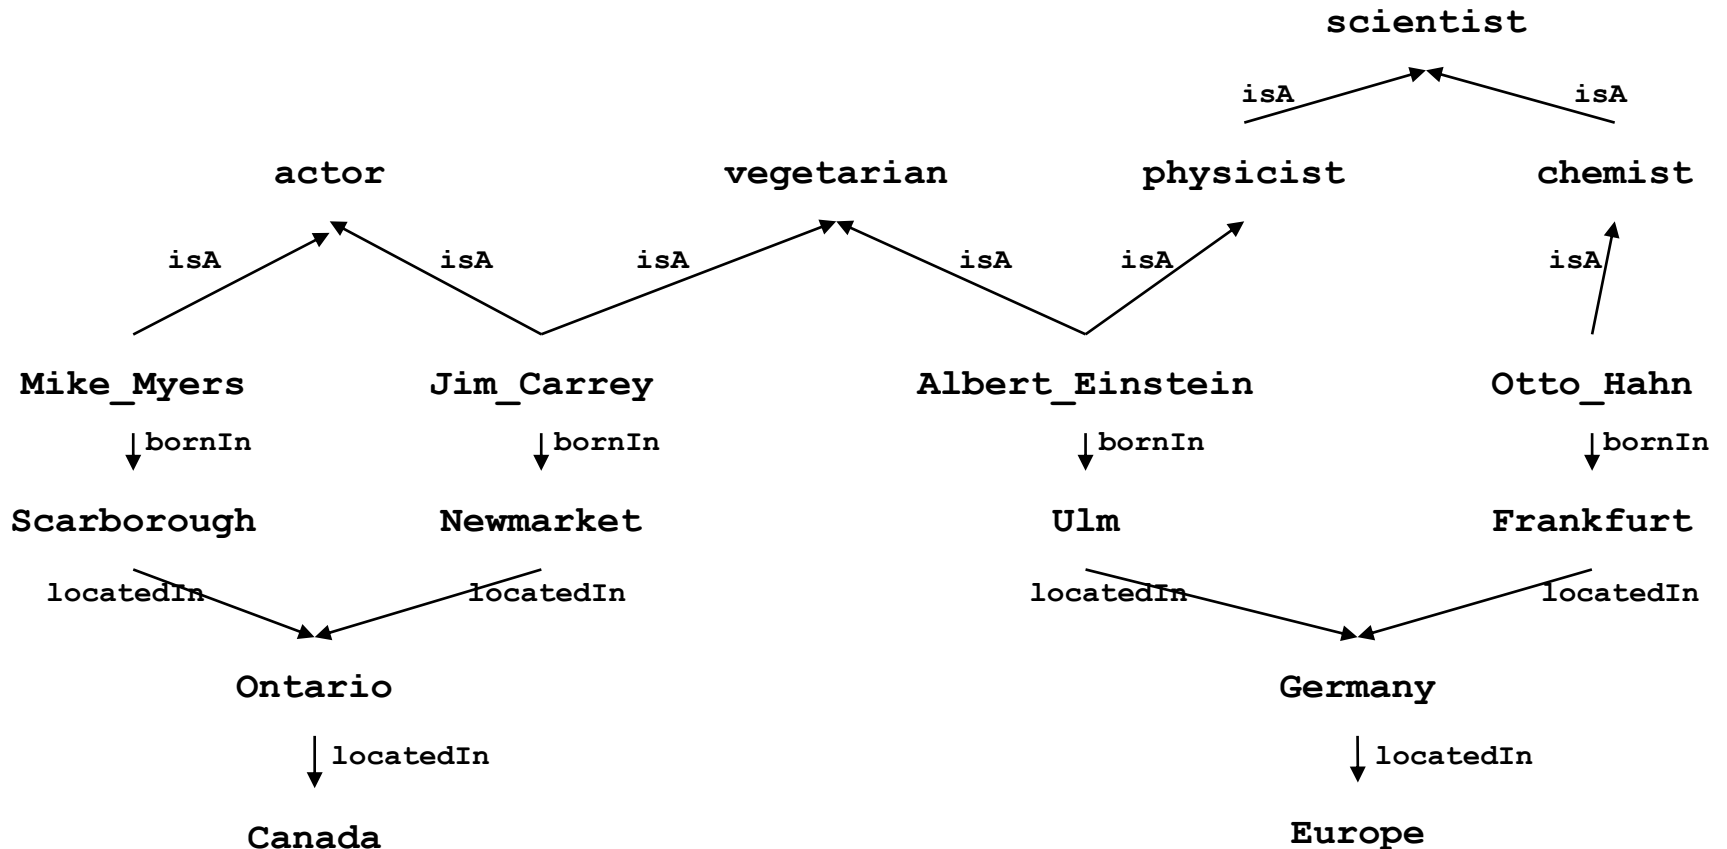 scientist
isA isA
actor vegetarian physicist chemist
isA isA isA isA isA isA
Mike_Myers Jim_Carrey Albert_Einstein Otto_Hahn
bornIn bornIn bornIn bornIn
Scarborough Newmarket Ulm Frankfurt
locatedIn locatedIn locatedIn locatedIn
Ontario Germany
locatedIn locatedIn
Canada Europe